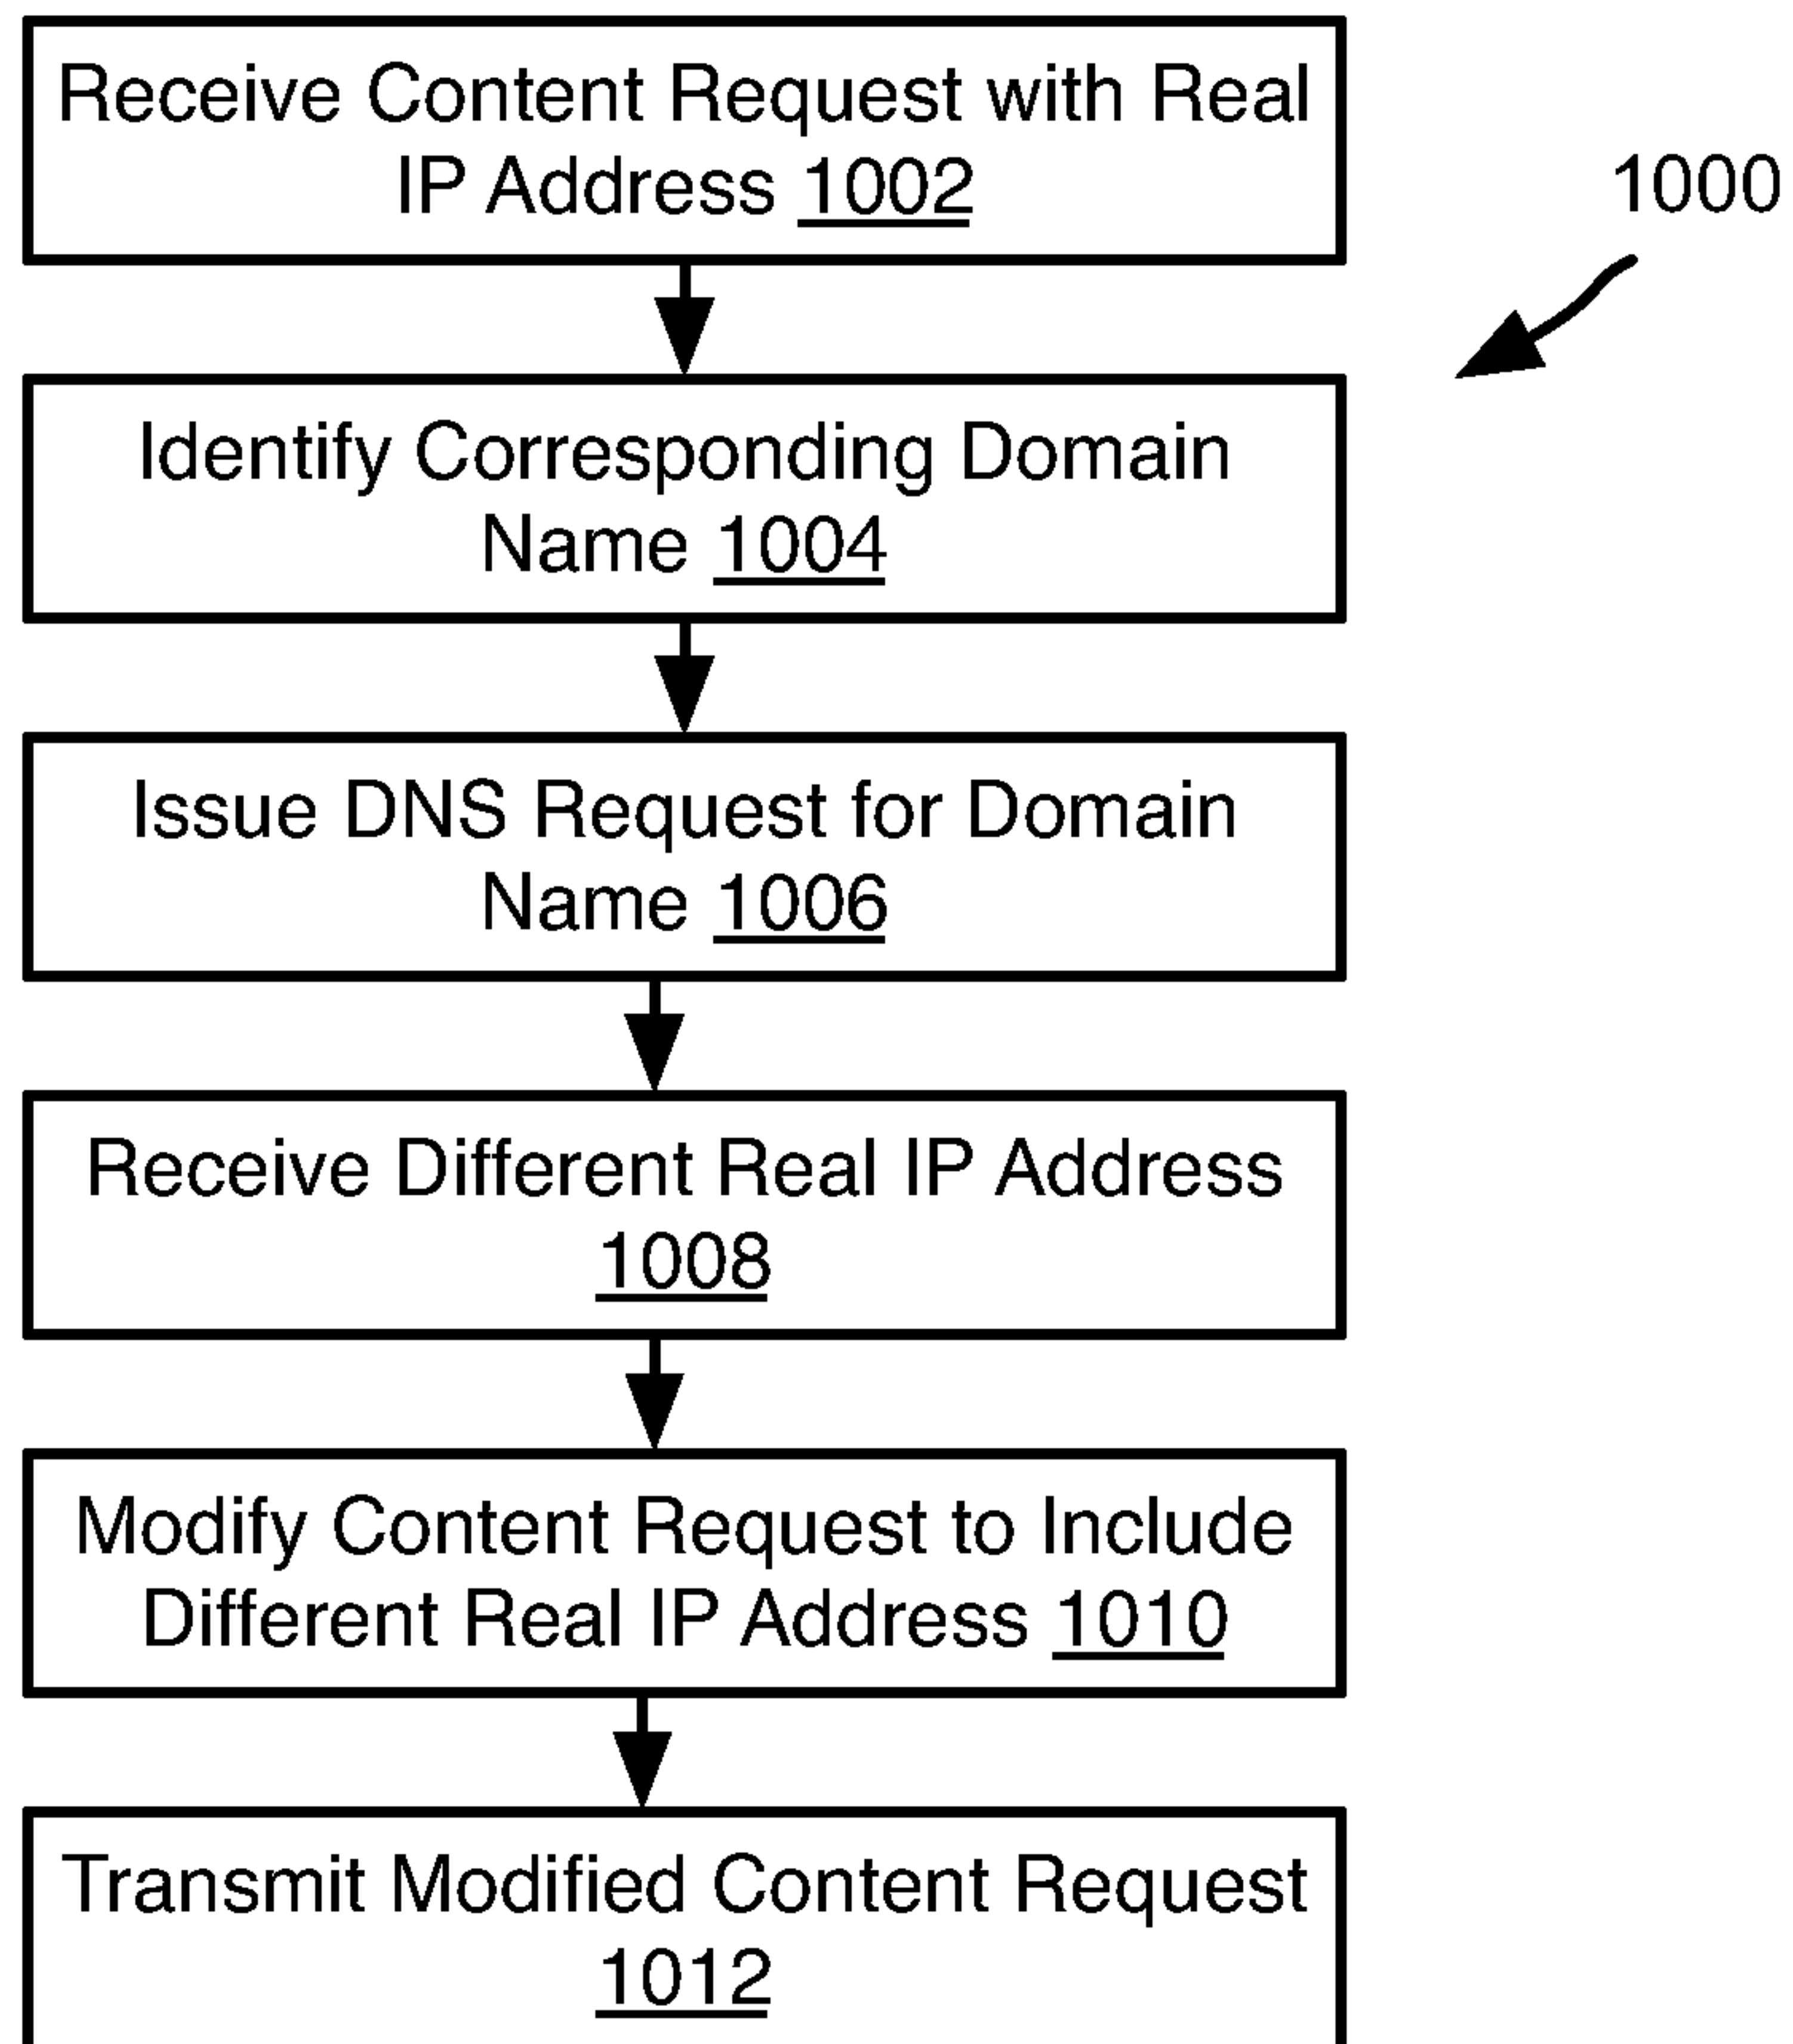 Receive Content Request with Real
IP Address 1002
1000
Identify Corresponding Domain
Name 1004
Issue DNS Request for Domain
Name 1006
Receive Different Real IP Address
1008
Modify Content Request to Include
Different Real IP Address 1010
Transmit Modified Content Request
1012